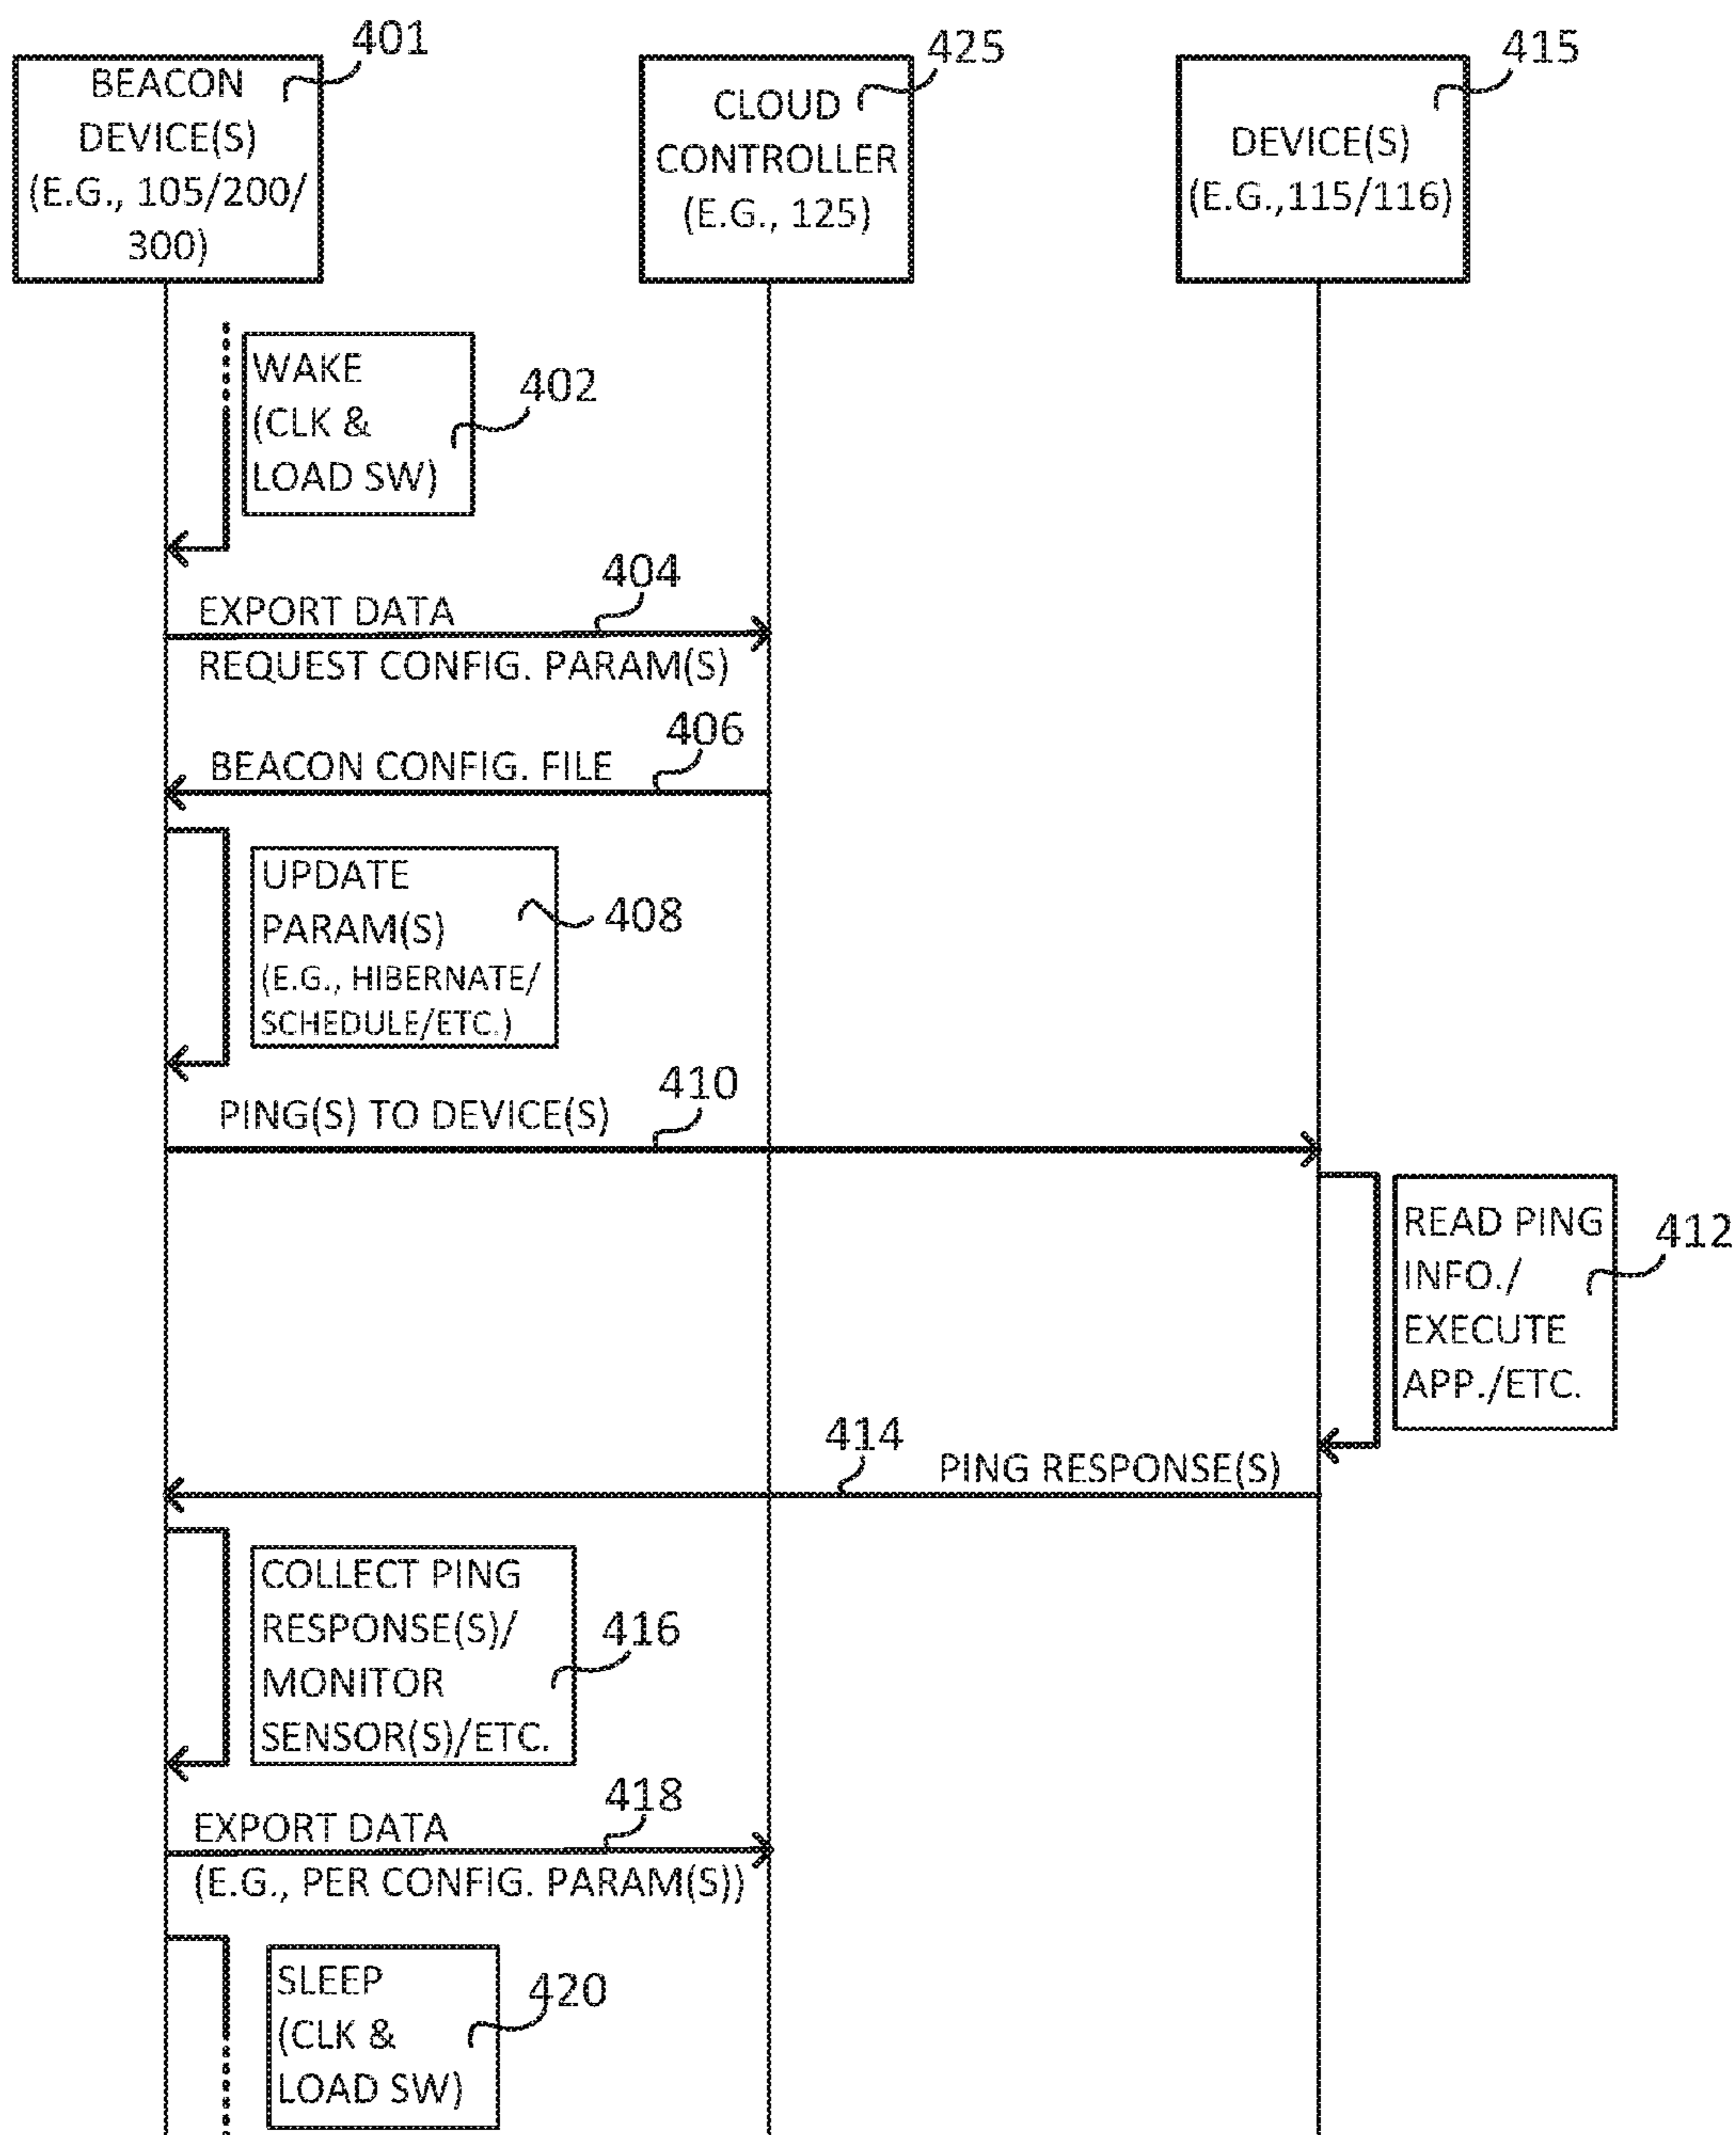 401
BEACON
DEVICE(S)
(E.G., 105/200/
300)
425
CLOUD
CONTROLLER
(E.G., 125)
415
DEVICE(S)
(E.G.,115/116)
WAKE
(CLK &
LOAD SW)
402
404
EXPORT DATA
REQUEST CONFIG. PARAM(S)
406
BEACON CONFIG. FILE
UPDATE
PARAM(S)
(E.G., HIBERNATE/
SCHEDULE/ETC.)
408
410
PING(S) TO DEVICE(S)
READ PING
INFO./
EXECUTE
APP./ETC.
412
414
PING RESPONSE(S)
COLLECT PING
RESPONSE(S)/
MONITOR
SENSOR(S)/ETC.
416
418
EXPORT DATA
(E.G., PER CONFIG. PARAM(S))
SLEEP
(CLK &
LOAD SW)
420